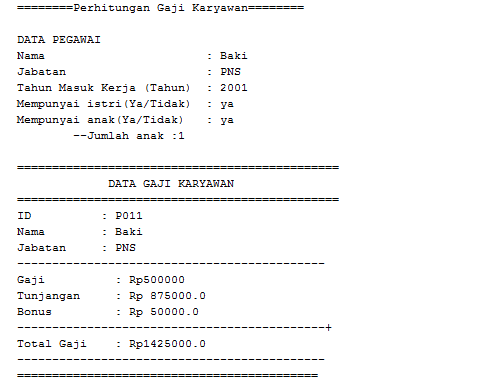 ========Perhitungan Gaji Karyawan========
DATA PEGAWAI
Nama : Baki
Jabatan : PNS
Tahun Masuk Kerja (Tahun) : 2001
Mempunyai istri(Ya/Tidak) : ya
Mempunyai anak(Ya/Tidak) : ya
--Jumlah anak :1
==============================================
DATA GAJI KARYAWAN
==============================================
ID : P011
Nama : Baki
Jabatan : PNS
--------------------------------------------
Gaji : Rp500000
Tunjangan : Rp 875000.0
Bonus : Rp 50000.0
--------------------------------------------+
Total Gaji : Rp1425000.0
--------------------------------------------
===========================================